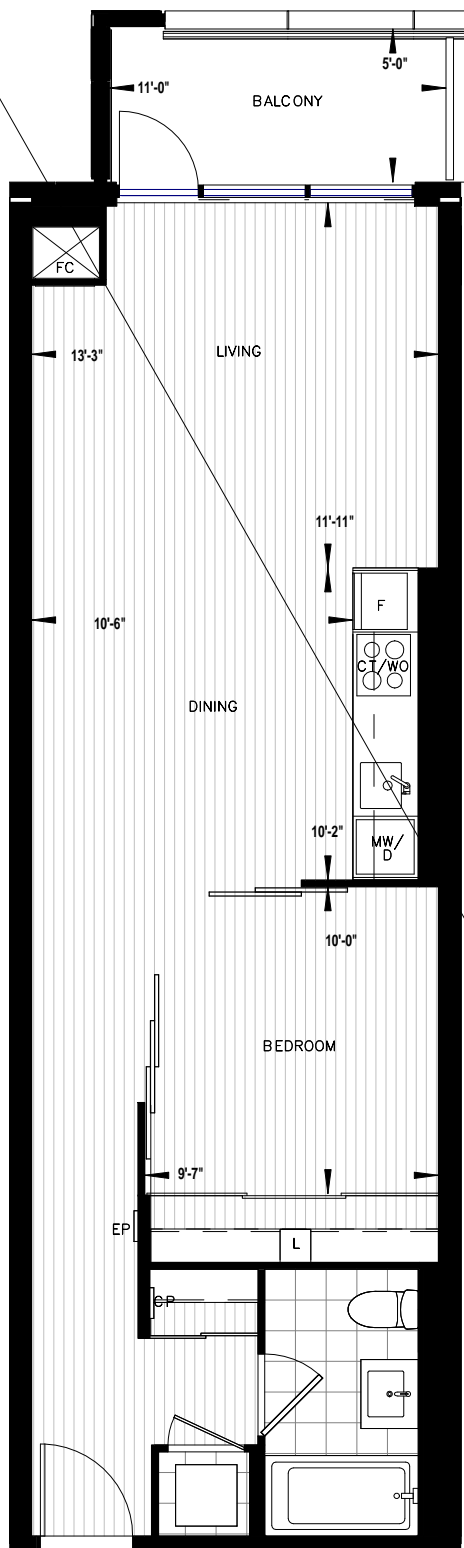 5'-0"
11'-0"
BALCONY
FC
LIVING
13'-3"
11'-11"
F
10'-6"
CT/WO
DINING
10'-2"
MW/
D
10'-0"
BEDROOM
9'-7"
EP
L
CP